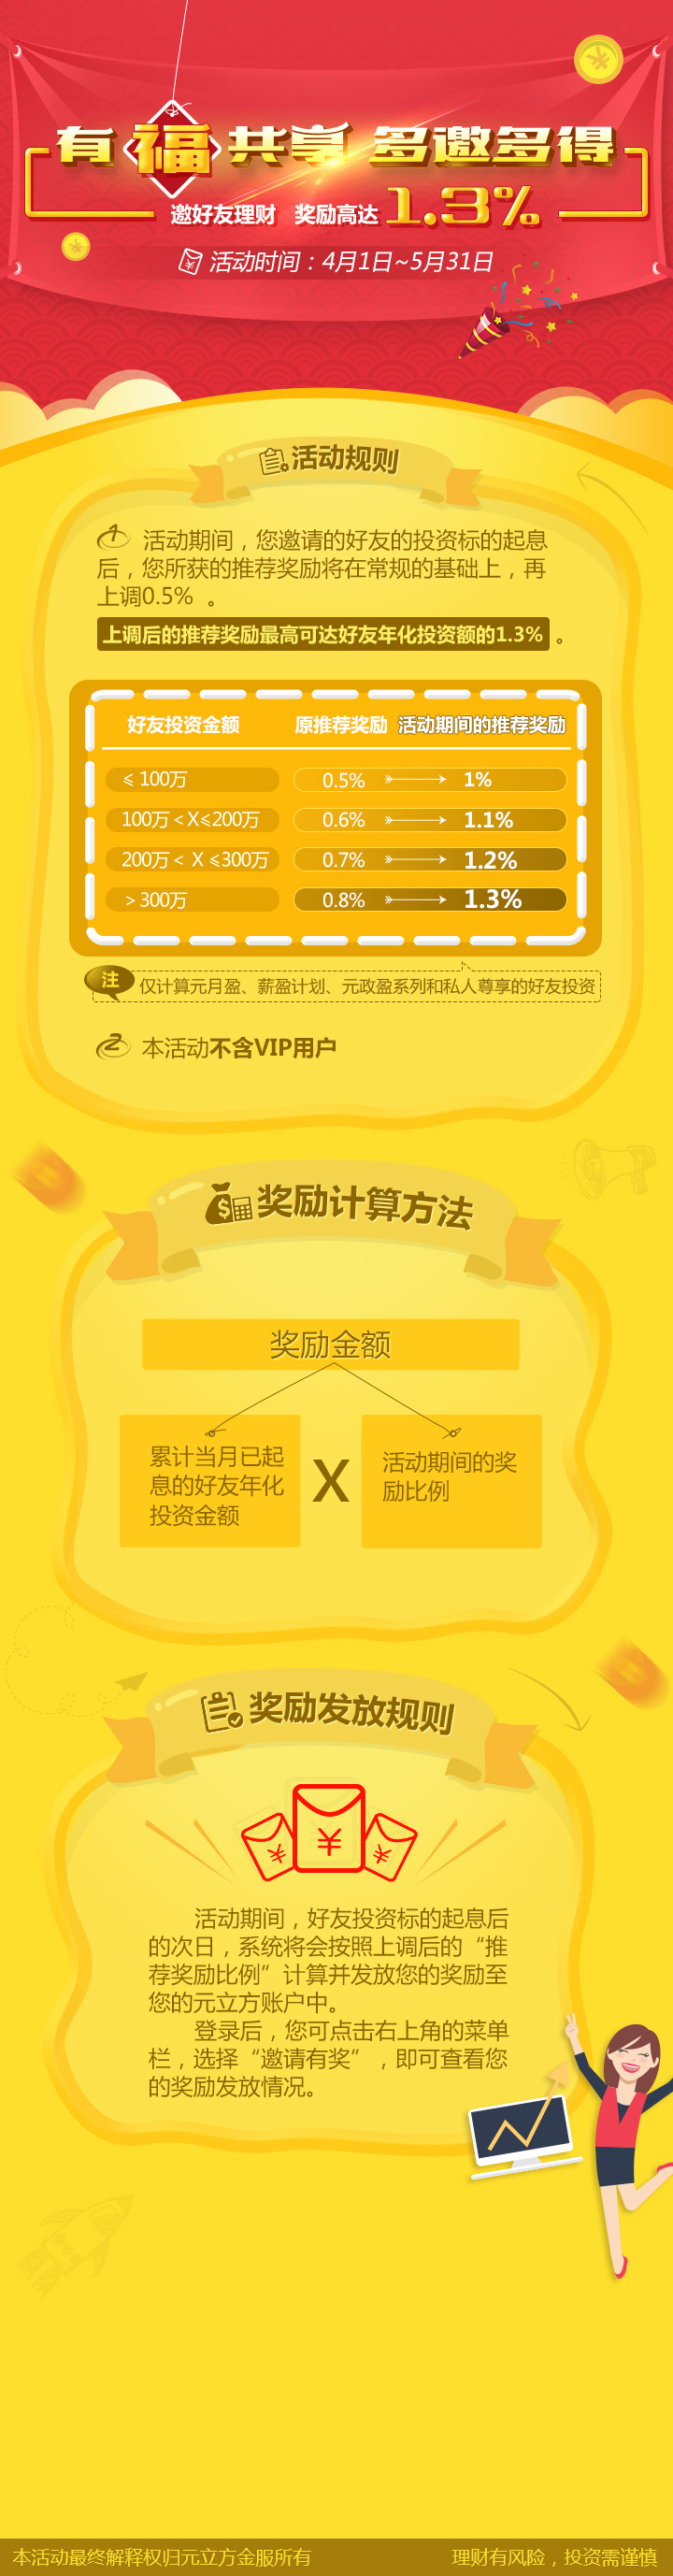 有福共享 多邀多得
邀好友理财 奖励高达1.3%
活动时间：4月1日~5月31日
活动规则
1 活动期间，您邀请的好友的投资标的起息
后，您所获的推荐奖励将在常规的基础上，再
上调0.5% 。
上调后的推荐奖励最高可达好友年化投资额的1.3% 。
好友投资金额 原推荐奖励 活动期间的推荐奖励
≤ 100万 0.5% 1%
100万＜X≤200万 0.6% 1.1%
200万＜ X ≤300万 0.7% 1.2%
＞300万 0.8% 1.3%
注 仅计算元月盈、薪盈计划、元政盈系列和私人尊享的好友投资
2 本活动不含VIP用户
奖励计算方法
奖励金额
累计当月已起
息的好友年化
投资金额
X
活动期间的奖
励比例
奖励发放规则
¥ ¥ ¥
活动期间，好友投资标的起息后
的次日，系统将会按照上调后的“推
荐奖励比例”计算并发放您的奖励至
您的元立方账户中。
登录后，您可点击右上角的菜单
栏，选择“邀请有奖”，即可查看您
的奖励发放情况。
本活动最终解释权归元立方金服所有 理财有风险，投资需谨慎